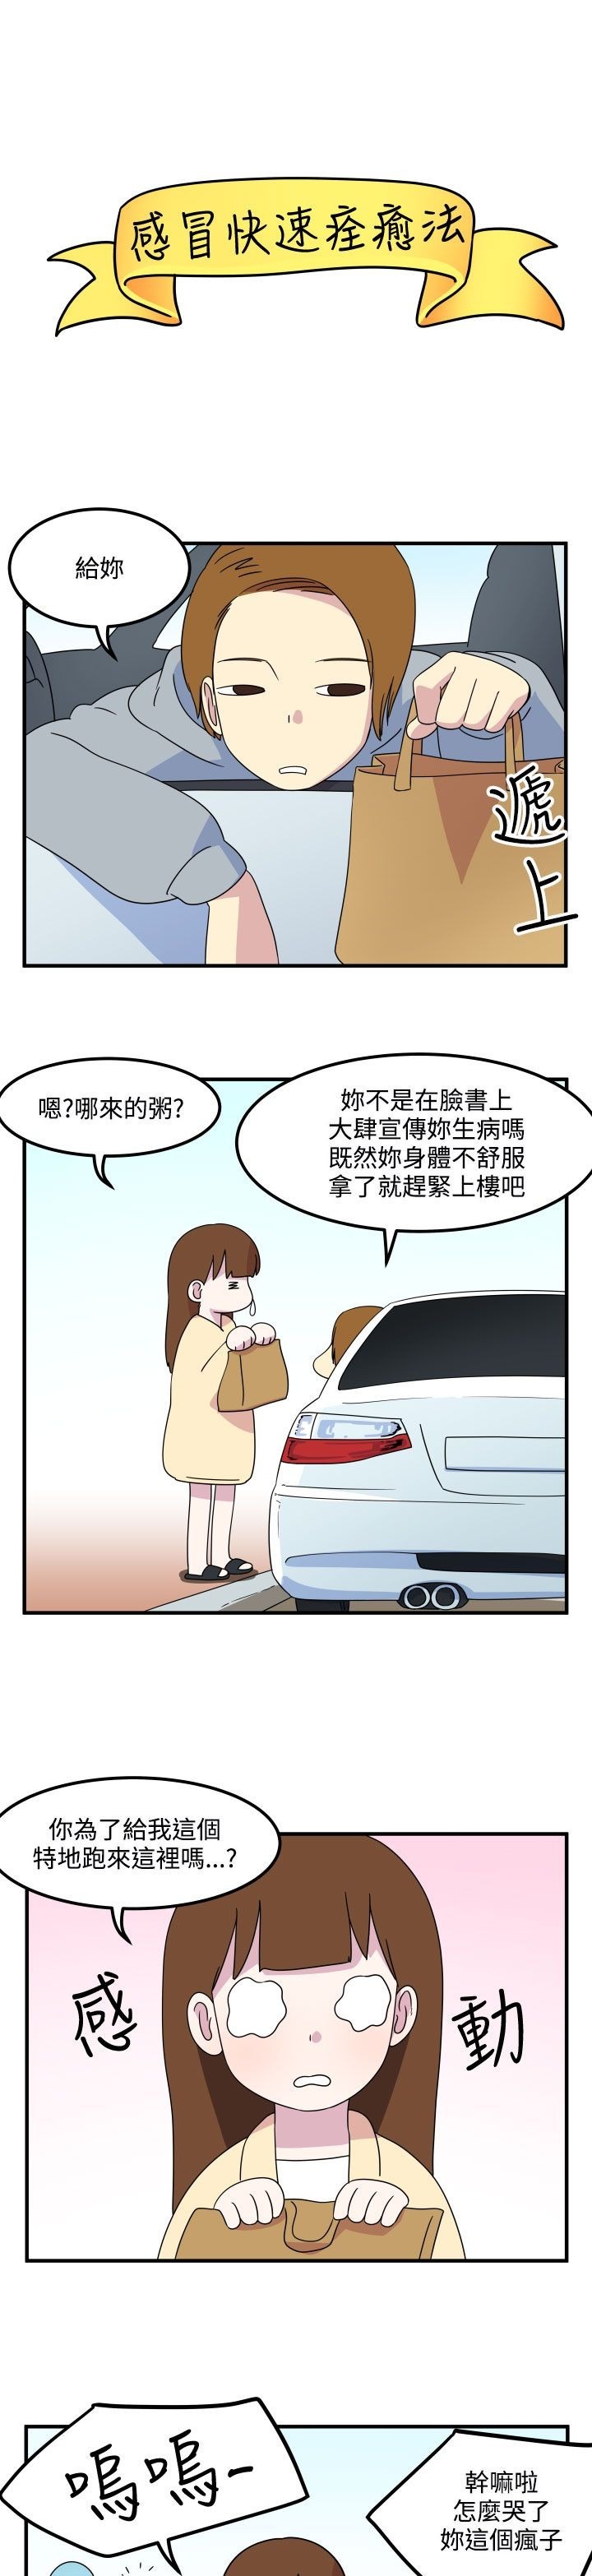 感冒快速痊癒法
給妳
遞上
嗯?哪來的粥?
妳不是在臉書上
大肆宣傳妳生病嗎
既然妳身體不舒服
拿了就趕緊上樓吧
你為了給我這個
特地跑來這裡嗎...?
感動
嗚嗚-
幹嘛啦
怎麼哭了
妳這個瘋子